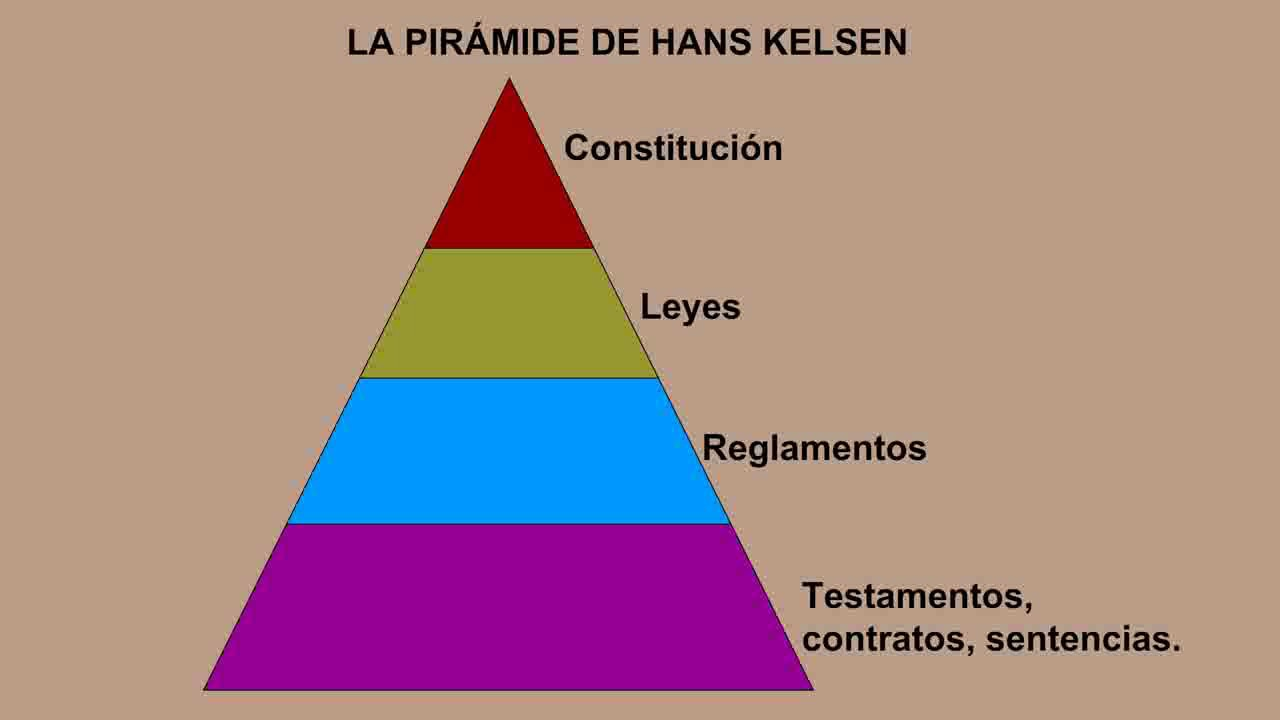 LA PIRÁMIDE DE HANS KELSEN
Constitución
Leyes
Reglamentos
Testamentos,
contratos, sentencias.